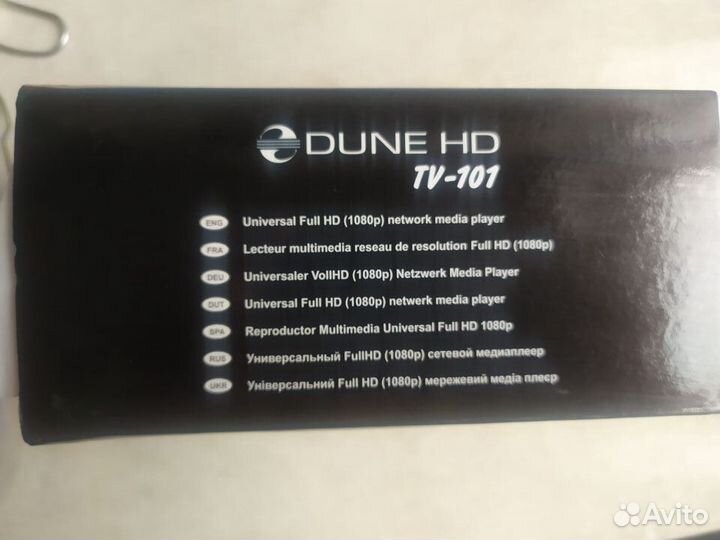 DUNE HD
TV-101
ENG Universal Full HD (1080p) network media player
FRA Lecteur multimedia reseau de resolution Full HD (1080p)
DEU Universaler VollHD (1080p) Netzwerk Media Player
DUT Universal Full HD (1080p) netwerk media player
SPA Reproductor Multimedia Universal Full HD 1080p
RUS Универсальный FullHD (1080p) сетевой медиаплеер
UKR Універсальний Full HD (1080p) мережевий медіа плеєр
Avito